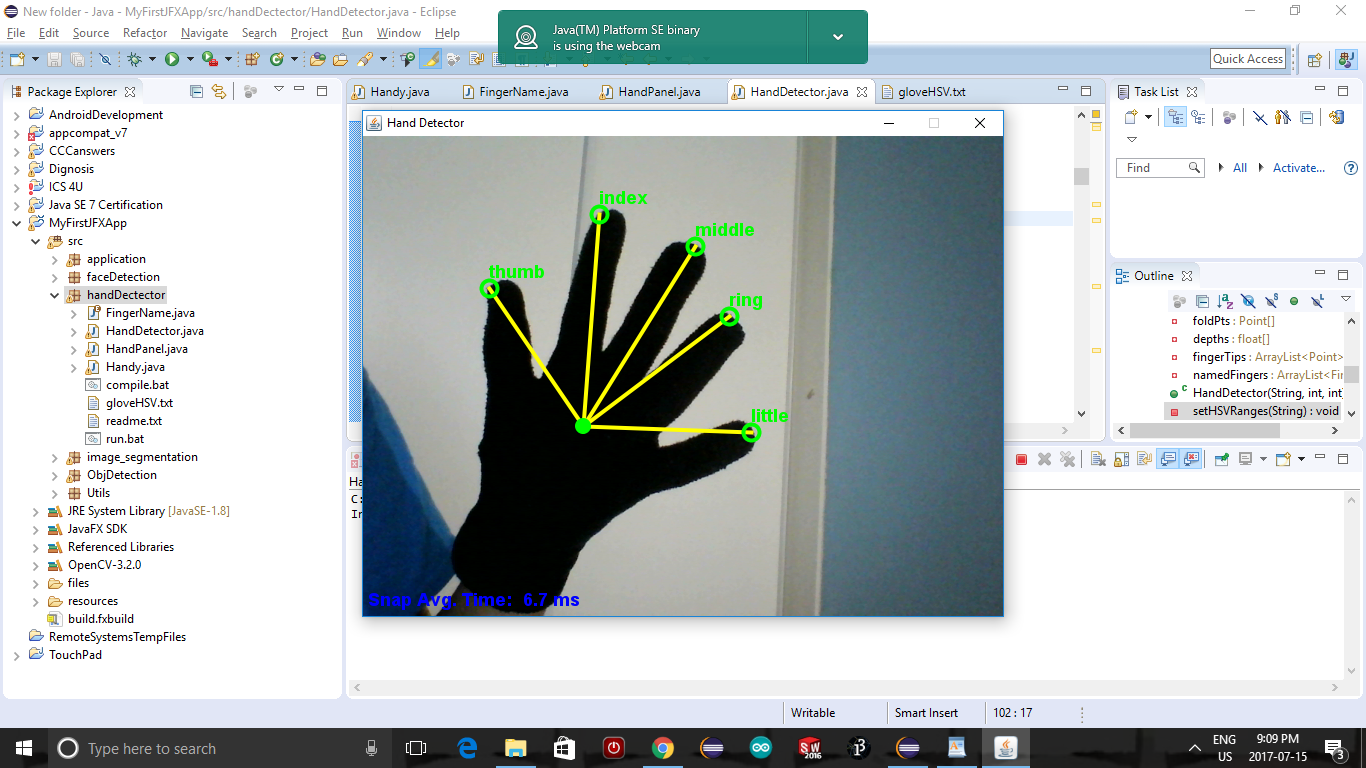 New folder - Java - MyFirstJFXApp/src/handDectector/HandDetector.java - Eclipse
File Edit Source Refactor Navigate Search Project Run Window Help
Java(TM) Platform SE binary
is using the webcam
Quick Access
Package Explorer
AndroidDevelopment
appcompat_v7
CCCanswers
Dignosis
ICS 4U
Java SE 7 Certification
MyFirstJFXApp
src
application
faceDetection
handDectector
FingerName.java
HandDetector.java
HandPanel.java
Handy.java
compile.bat
gloveHSV.txt
readme.txt
run.bat
image_segmentation
ObjDetection
Utils
JRE System Library [JavaSE-1.8]
JavaFX SDK
Referenced Libraries
OpenCV-3.2.0
files
resources
build.fxbuild
RemoteSystemsTempFiles
TouchPad
Handy.java FingerName.java HandPanel.java HandDetector.java gloveHSV.txt
Hand Detector
index
middle
thumb
ring
little
Snap Avg. Time: 6.7 ms
Ha
C:
In
Task List
Find All Activate...
Outline
foldPts : Point[]
depths : float[]
fingerTips : ArrayList<Point>
namedFingers : ArrayList<Fir
HandDetector(String, int, int
setHSVRanges(String) : void
Writable Smart Insert 102 : 17
Type here to search
SW
2016
ENG
US
9:09 PM
2017-07-15
3